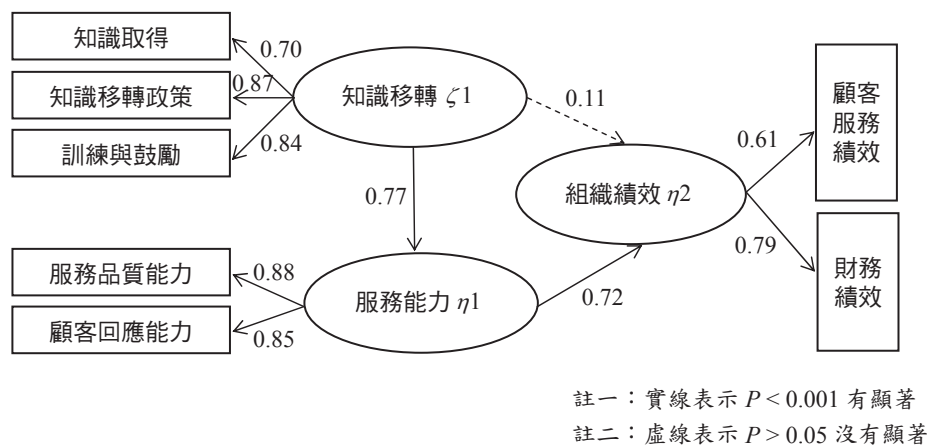 知識取得
0.70
知識移轉政策
0.87
訓練與鼓勵
0.84
知識移轉 ζ1
0.11
顧客
服務
績效
0.61
組織績效 η2
0.77
0.79
財務
績效
服務品質能力
0.88
服務能力 η1
0.72
顧客回應能力
0.85
註一：實線表示 P < 0.001 有顯著
註二：虛線表示 P > 0.05 沒有顯著